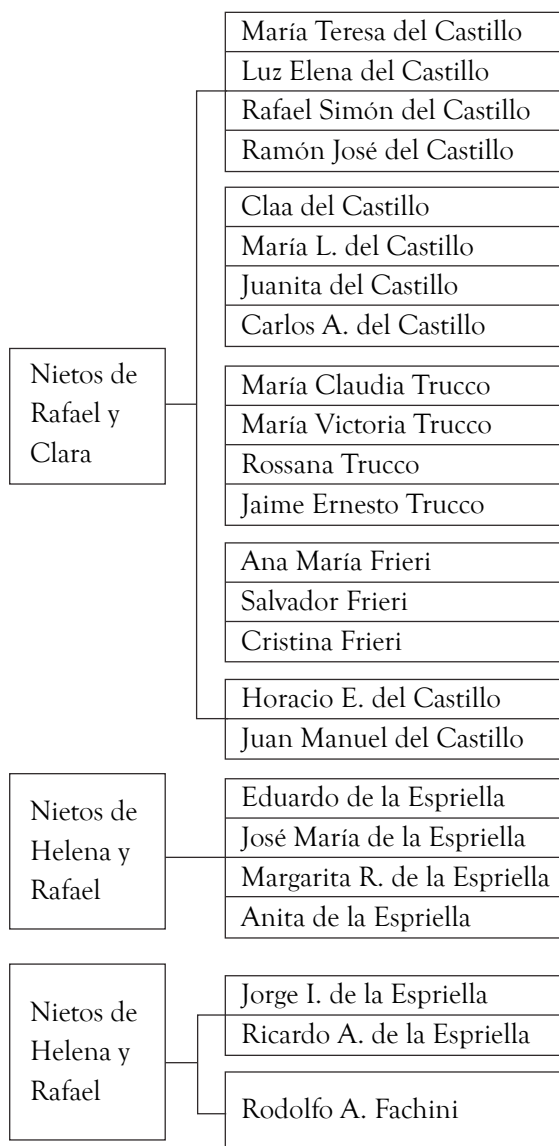 María Teresa del Castillo
Luz Elena del Castillo
Rafael Simón del Castillo
Ramón José del Castillo
Claa del Castillo
María L. del Castillo
Juanita del Castillo
Carlos A. del Castillo
Nietos de
Rafael y
Clara
María Claudia Trucco
María Victoria Trucco
Rossana Trucco
Jaime Ernesto Trucco
Ana María Frieri
Salvador Frieri
Cristina Frieri
Horacio E. del Castillo
Juan Manuel del Castillo
Nietos de
Helena y
Rafael
Eduardo de la Espriella
José María de la Espriella
Margarita R. de la Espriella
Anita de la Espriella
Nietos de
Helena y
Rafael
Jorge I. de la Espriella
Ricardo A. de la Espriella
Rodolfo A. Fachini